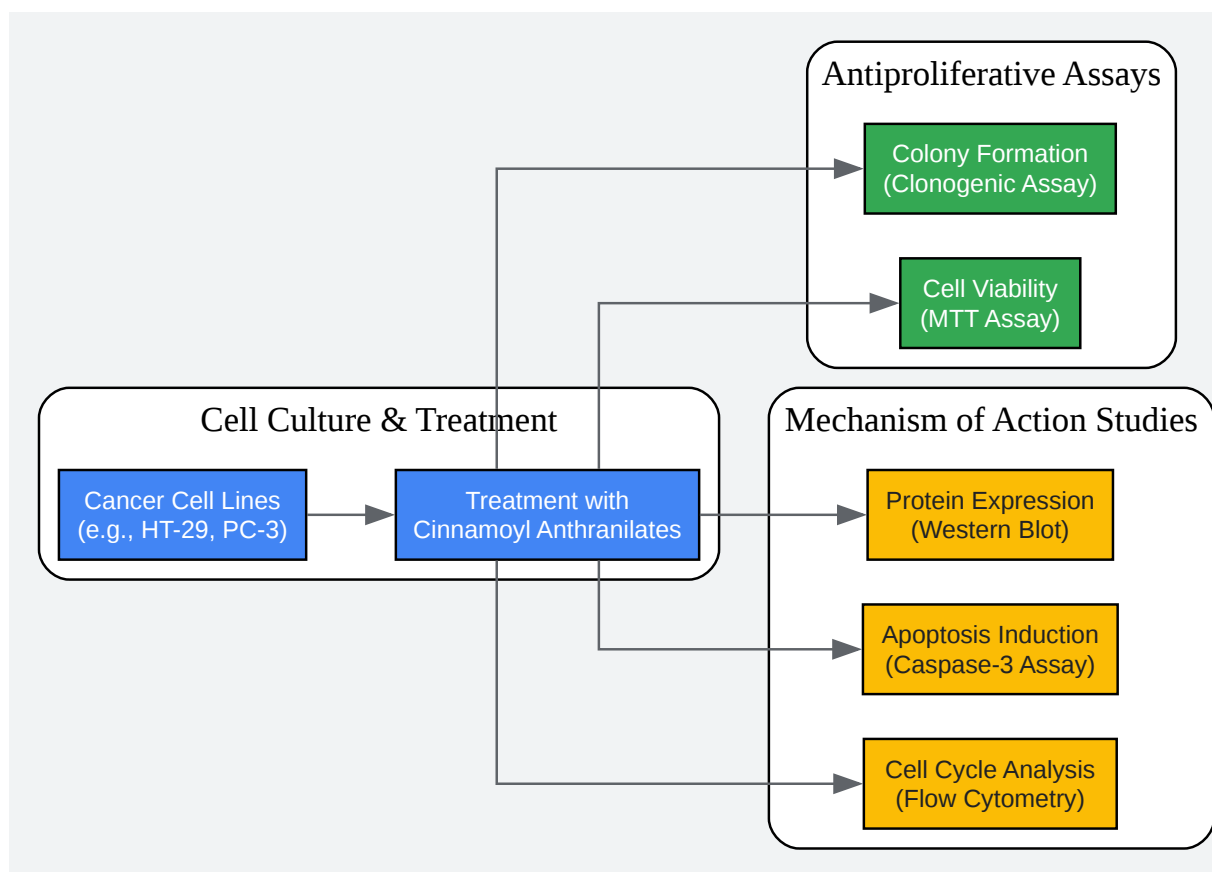 Antiproliferative Assays
Colony Formation
(Clonogenic Assay)
Cell Viability
(MTT Assay)
Cell Culture & Treatment
Cancer Cell Lines
(e.g., HT-29, PC-3)
Treatment with
Cinnamoyl Anthranilates
Mechanism of Action Studies
Protein Expression
(Western Blot)
Apoptosis Induction
(Caspase-3 Assay)
Cell Cycle Analysis
(Flow Cytometry)